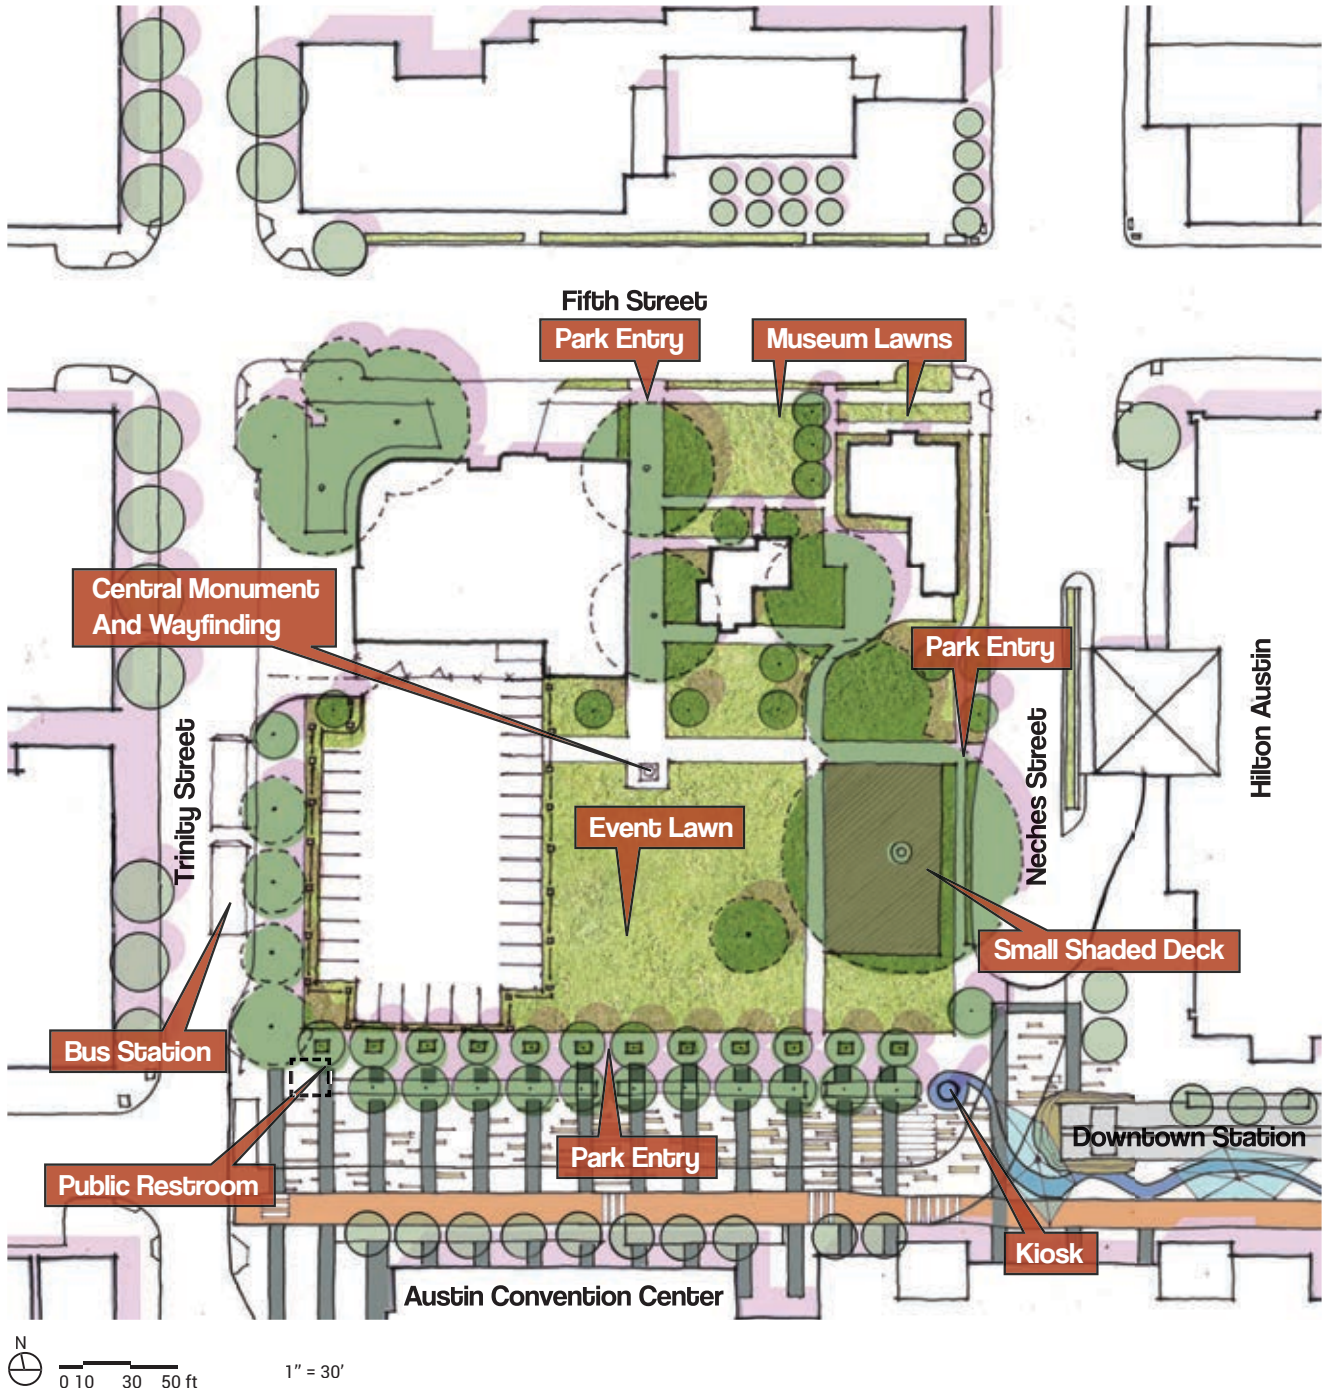 Fifth Street
Park Entry
Museum Lawns
Central Monument
And Wayfinding
Park Entry
Trinity Street
Neches Street
Hilton Austin
Event Lawn
Small Shaded Deck
Bus Station
Downtown Station
Park Entry
Public Restroom
Kiosk
Austin Convention Center
N
0 10 30 50 ft
1” = 30’